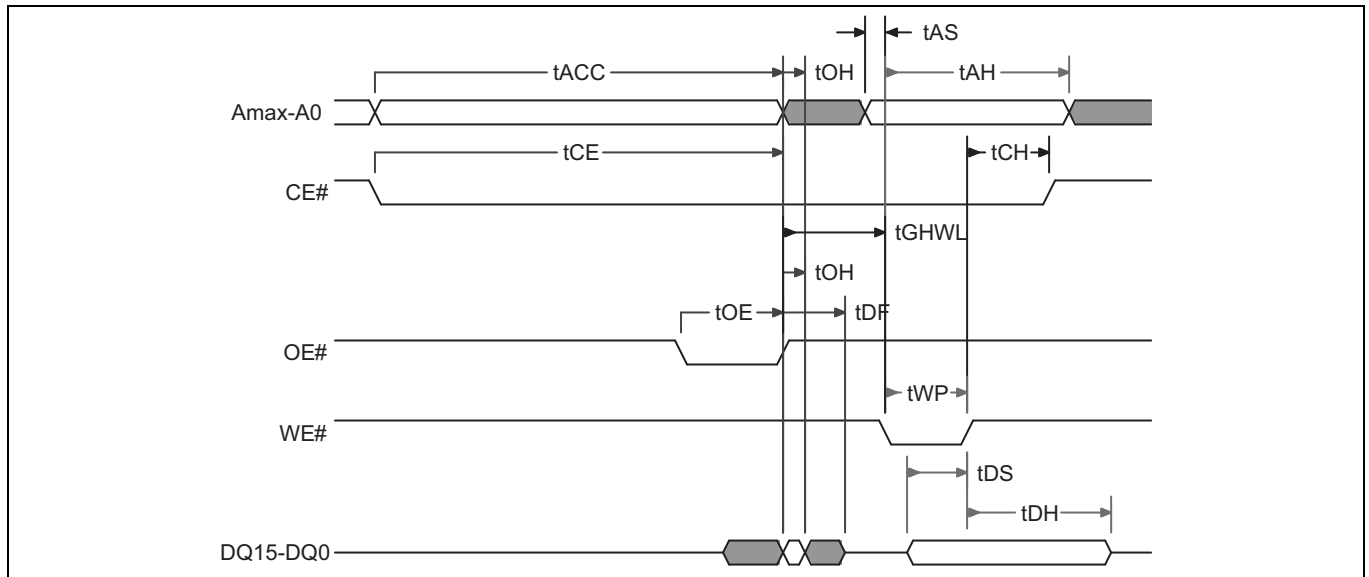 tAS
tACC
tOH
tAH
Amax-A0
tCE
tCH
CE#
tGHWL
tOH
tOE
tDF
OE#
tWP
WE#
tDS
tDH
DQ15-DQ0